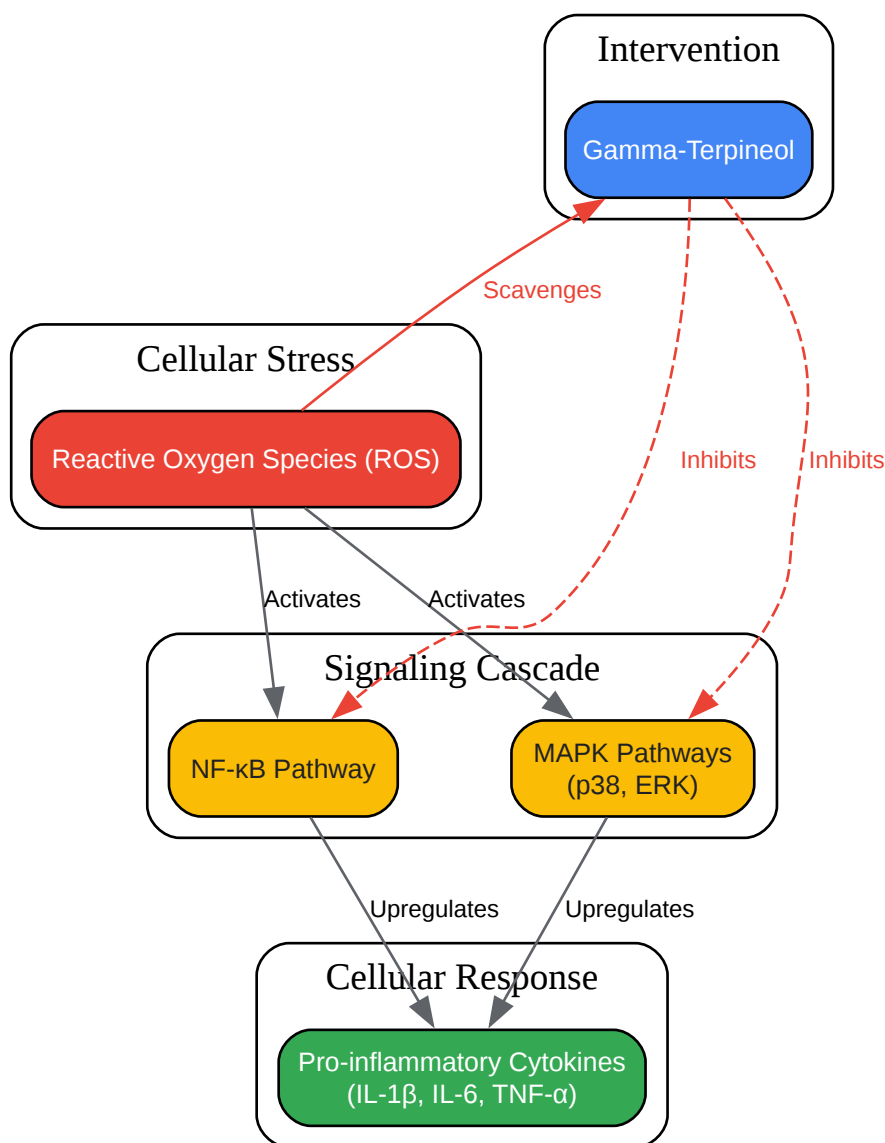 Intervention
Gamma-Terpineol
Scavenges
Cellular Stress
Reactive Oxygen Species (ROS)
Inhibits
Inhibits
Activates
Activates
Signaling Cascade
NF-κB Pathway
MAPK Pathways
(p38, ERK)
Upregulates
Upregulates
Cellular Response
Pro-inflammatory Cytokines
(IL-1β, IL-6, TNF-α)